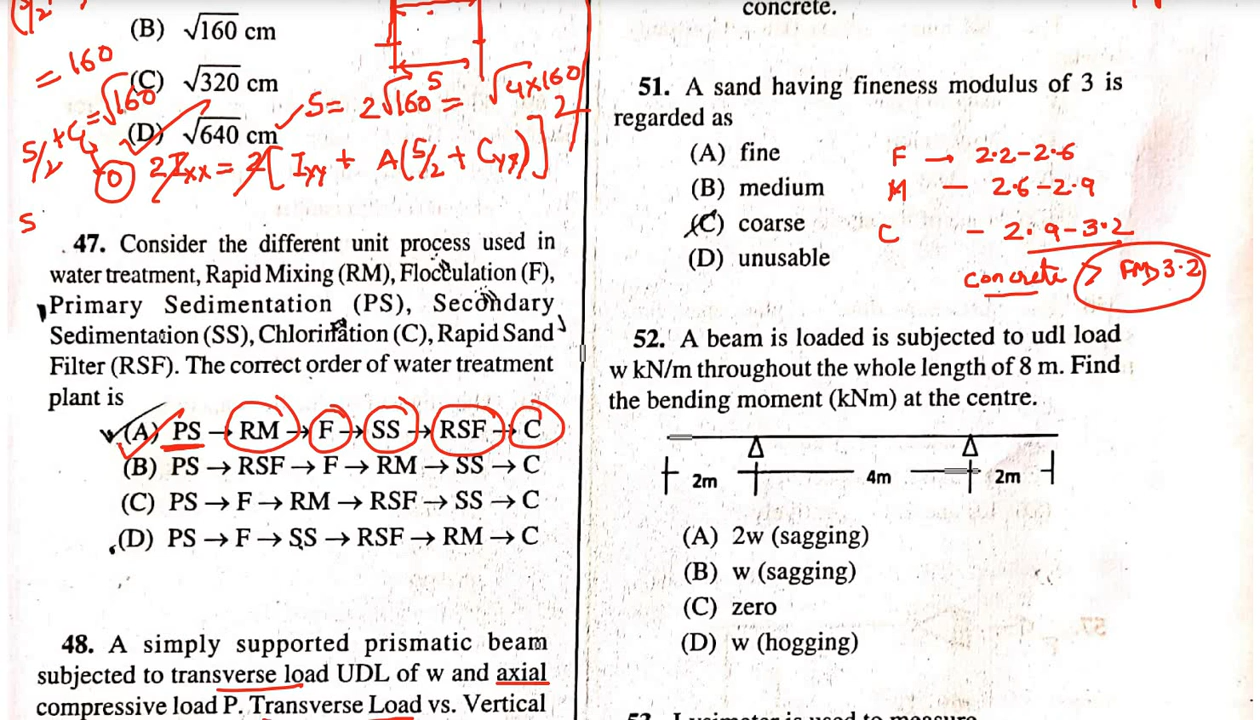 (B) √160 cm
= 160
(C) √320 cm
= √160
S = 2√160 = √4×160
S
2
(D) √640 cm
S/2 + C
2Ixx = 2[ Iyy + A(S/2 + Cyy)]
S
47. Consider the different unit process used in
water treatment, Rapid Mixing (RM), Flocculation (F),
Primary Sedimentation (PS), Secondary
Sedimentation (SS), Chlorination (C), Rapid Sand
Filter (RSF). The correct order of water treatment
plant is
(A) PS → RM → F → SS → RSF → C
(B) PS → RSF → F → RM → SS → C
(C) PS → F → RM → RSF → SS → C
(D) PS → F → SS → RSF → RM → C
48. A simply supported prismatic beam
subjected to transverse load UDL of w and axial
compressive load P. Transverse Load vs. Vertical
concrete.
51. A sand having fineness modulus of 3 is
regarded as
(A) fine
(B) medium
(C) coarse
(D) unusable
F → 2.2-2.6
M - 2.6-2.9
C - 2.9-3.2
concrete > FM>3.2
52. A beam is loaded is subjected to udl load
w kN/m throughout the whole length of 8 m. Find
the bending moment (kNm) at the centre.
2m 4m 2m
(A) 2w (sagging)
(B) w (sagging)
(C) zero
(D) w (hogging)